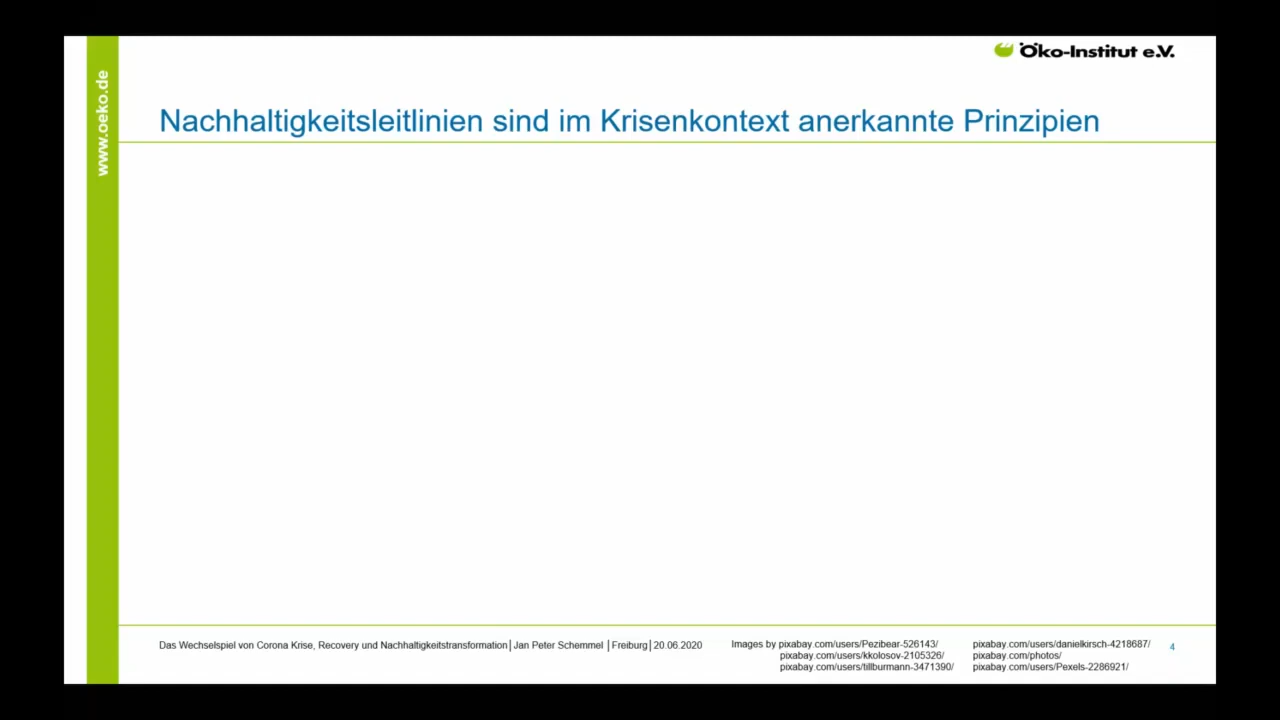 Öko-Institut e.V.
www.oeko.de
Nachhaltigkeitsleitlinien sind im Krisenkontext anerkannte Prinzipien
Das Wechselspiel von Corona Krise, Recovery und Nachhaltigkeitstransformation│Jan Peter Schemmel │Freiburg│20.06.2020
Images by pixabay.com/users/Pezibear-526143/
pixabay.com/users/kkolosov-2105326/
pixabay.com/users/tillburmann-3471390/
pixabay.com/users/danielkirsch-4218687/
pixabay.com/photos/
pixabay.com/users/Pexels-2286921/
4